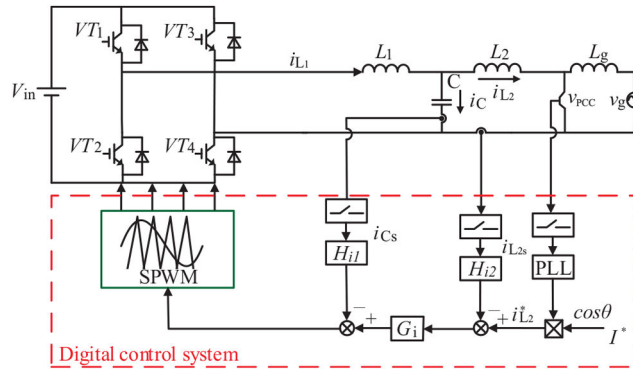 VT1
VT3
Vin
iL1
L1
C
iC
L2
iL2
Lg
vPCC
vg
VT2
VT4
SPWM
iCs
Hi1
iL2s
Hi2
PLL
− +
Gi
− +
i*L2
cosθ
I*
Digital control system